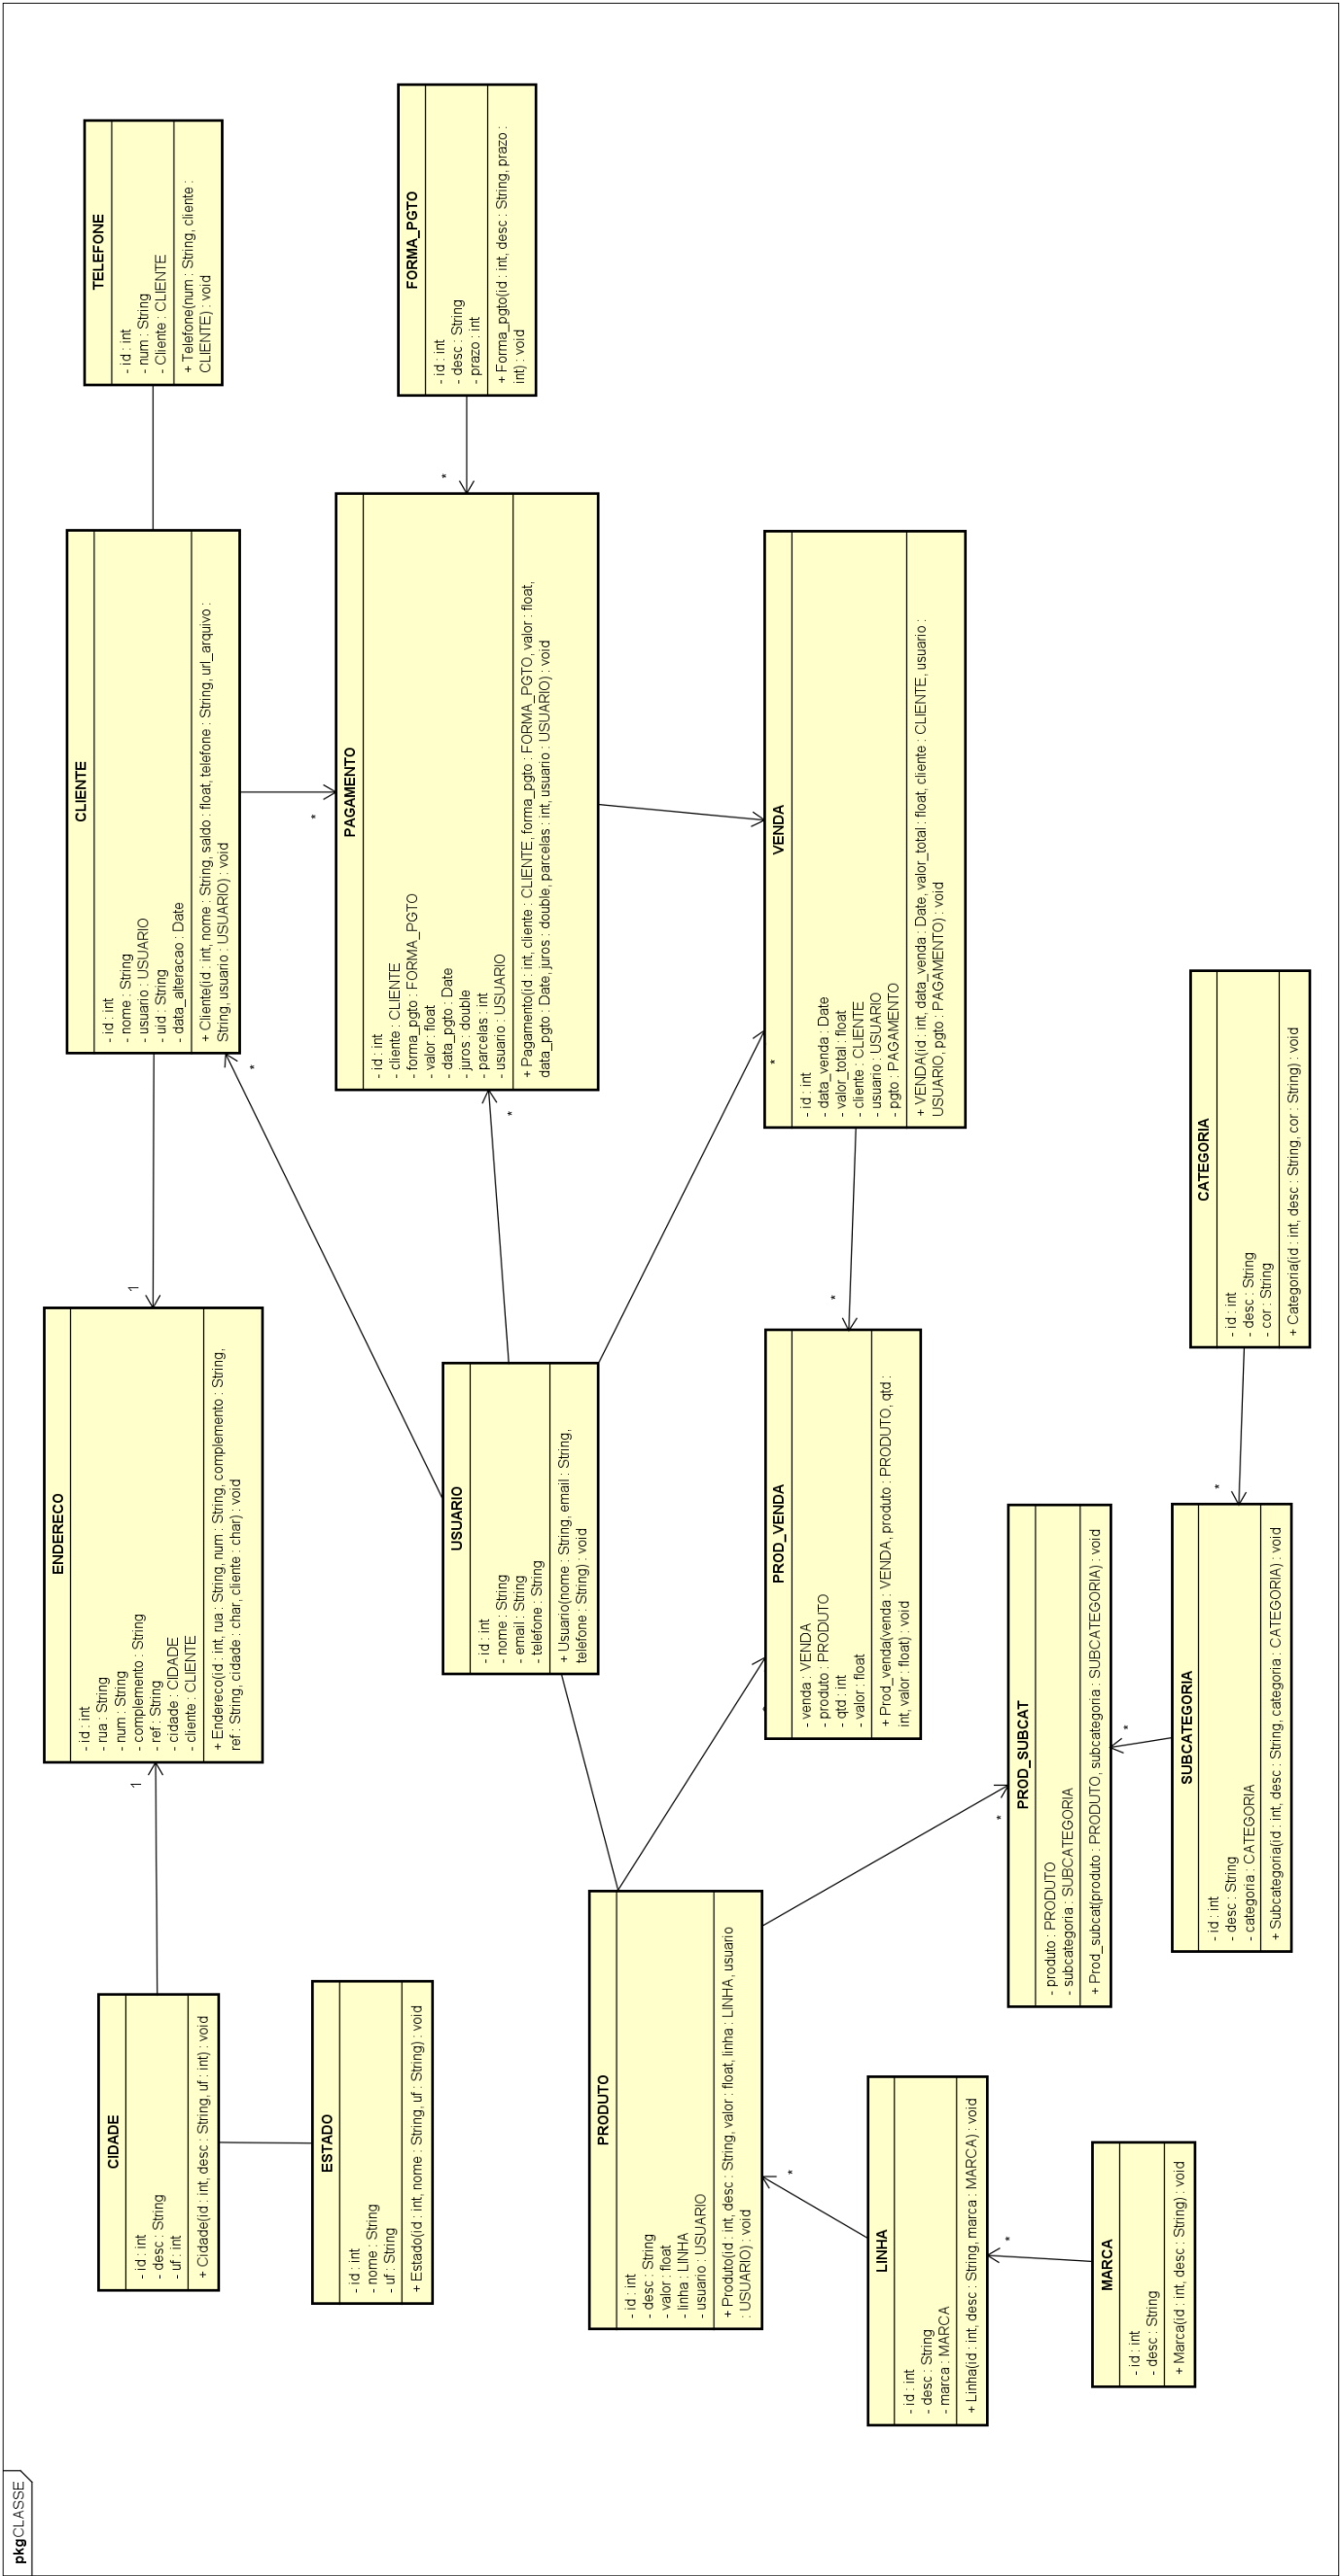 pkgCLASSE
CIDADE
- id : int
- desc : String
- uf : int
+ Cidade(id : int, desc : String, uf : int) : void
1
ENDERECO
- id : int
- rua : String
- num : String
- complemento : String
- ref : String
- cidade : CIDADE
- cliente : CLIENTE
+ Endereco(id : int, rua : String, num : String, complemento : String,
ref : String, cidade : char, cliente : char) : void
1
CLIENTE
- id : int
- nome : String
- usuario : USUARIO
- uid : String
- data_alteracao : Date
+ Cliente(id : int, nome : String, saldo : float, telefone : String, url_arquivo :
String, usuario : USUARIO) : void
*
TELEFONE
- id : int
- num : String
- Cliente : CLIENTE
+ Telefone(num : String, cliente :
CLIENTE) : void
ESTADO
- id : int
- nome : String
- uf : String
+ Estado(id : int, nome : String, uf : String) : void
*
PAGAMENTO
- id : int
- cliente : CLIENTE
- forma_pgto : FORMA_PGTO
- valor : float
- data_pgto : Date
- juros : double
- parcelas : int
- usuario : USUARIO
+ Pagamento(id : int, cliente : CLIENTE, forma_pgto : FORMA_PGTO, valor : float,
data_pgto : Date, juros : double, parcelas : int, usuario : USUARIO) : void
*
*
FORMA_PGTO
- id : int
- desc : String
- prazo : int
+ Forma_pgto(id : int, desc : String, prazo :
int) : void
USUARIO
- id : int
- nome : String
- email : String
- telefone : String
+ Usuario(nome : String, email : String,
telefone : String) : void
PRODUTO
- id : int
- desc : String
- valor : float
- linha : LINHA
- usuario : USUARIO
+ Produto(id : int, desc : String, valor : float, linha : LINHA, usuario
: USUARIO) : void
*
*
PROD_VENDA
- venda : VENDA
- produto : PRODUTO
- qtd : int
- valor : float
+ Prod_venda(venda : VENDA, produto : PRODUTO, qtd :
int, valor : float) : void
*
VENDA
- id : int
- data_venda : Date
- valor_total : float
- cliente : CLIENTE
- usuario : USUARIO
- pgto : PAGAMENTO
+ VENDA(id : int, data_venda : Date, valor_total : float, cliente : CLIENTE, usuario :
USUARIO, pgto : PAGAMENTO) : void
*
LINHA
- id : int
- desc : String
- marca : MARCA
+ Linha(id : int, desc : String, marca : MARCA) : void
*
*
PROD_SUBCAT
- produto : PRODUTO
- subcategoria : SUBCATEGORIA
+ Prod_subcat(produto : PRODUTO, subcategoria : SUBCATEGORIA) : void
*
MARCA
- id : int
- desc : String
+ Marca(id : int, desc : String) : void
SUBCATEGORIA
- id : int
- desc : String
- categoria : CATEGORIA
+ Subcategoria(id : int, desc : String, categoria : CATEGORIA) : void
*
CATEGORIA
- id : int
- desc : String
- cor : String
+ Categoria(id : int, desc : String, cor : String) : void